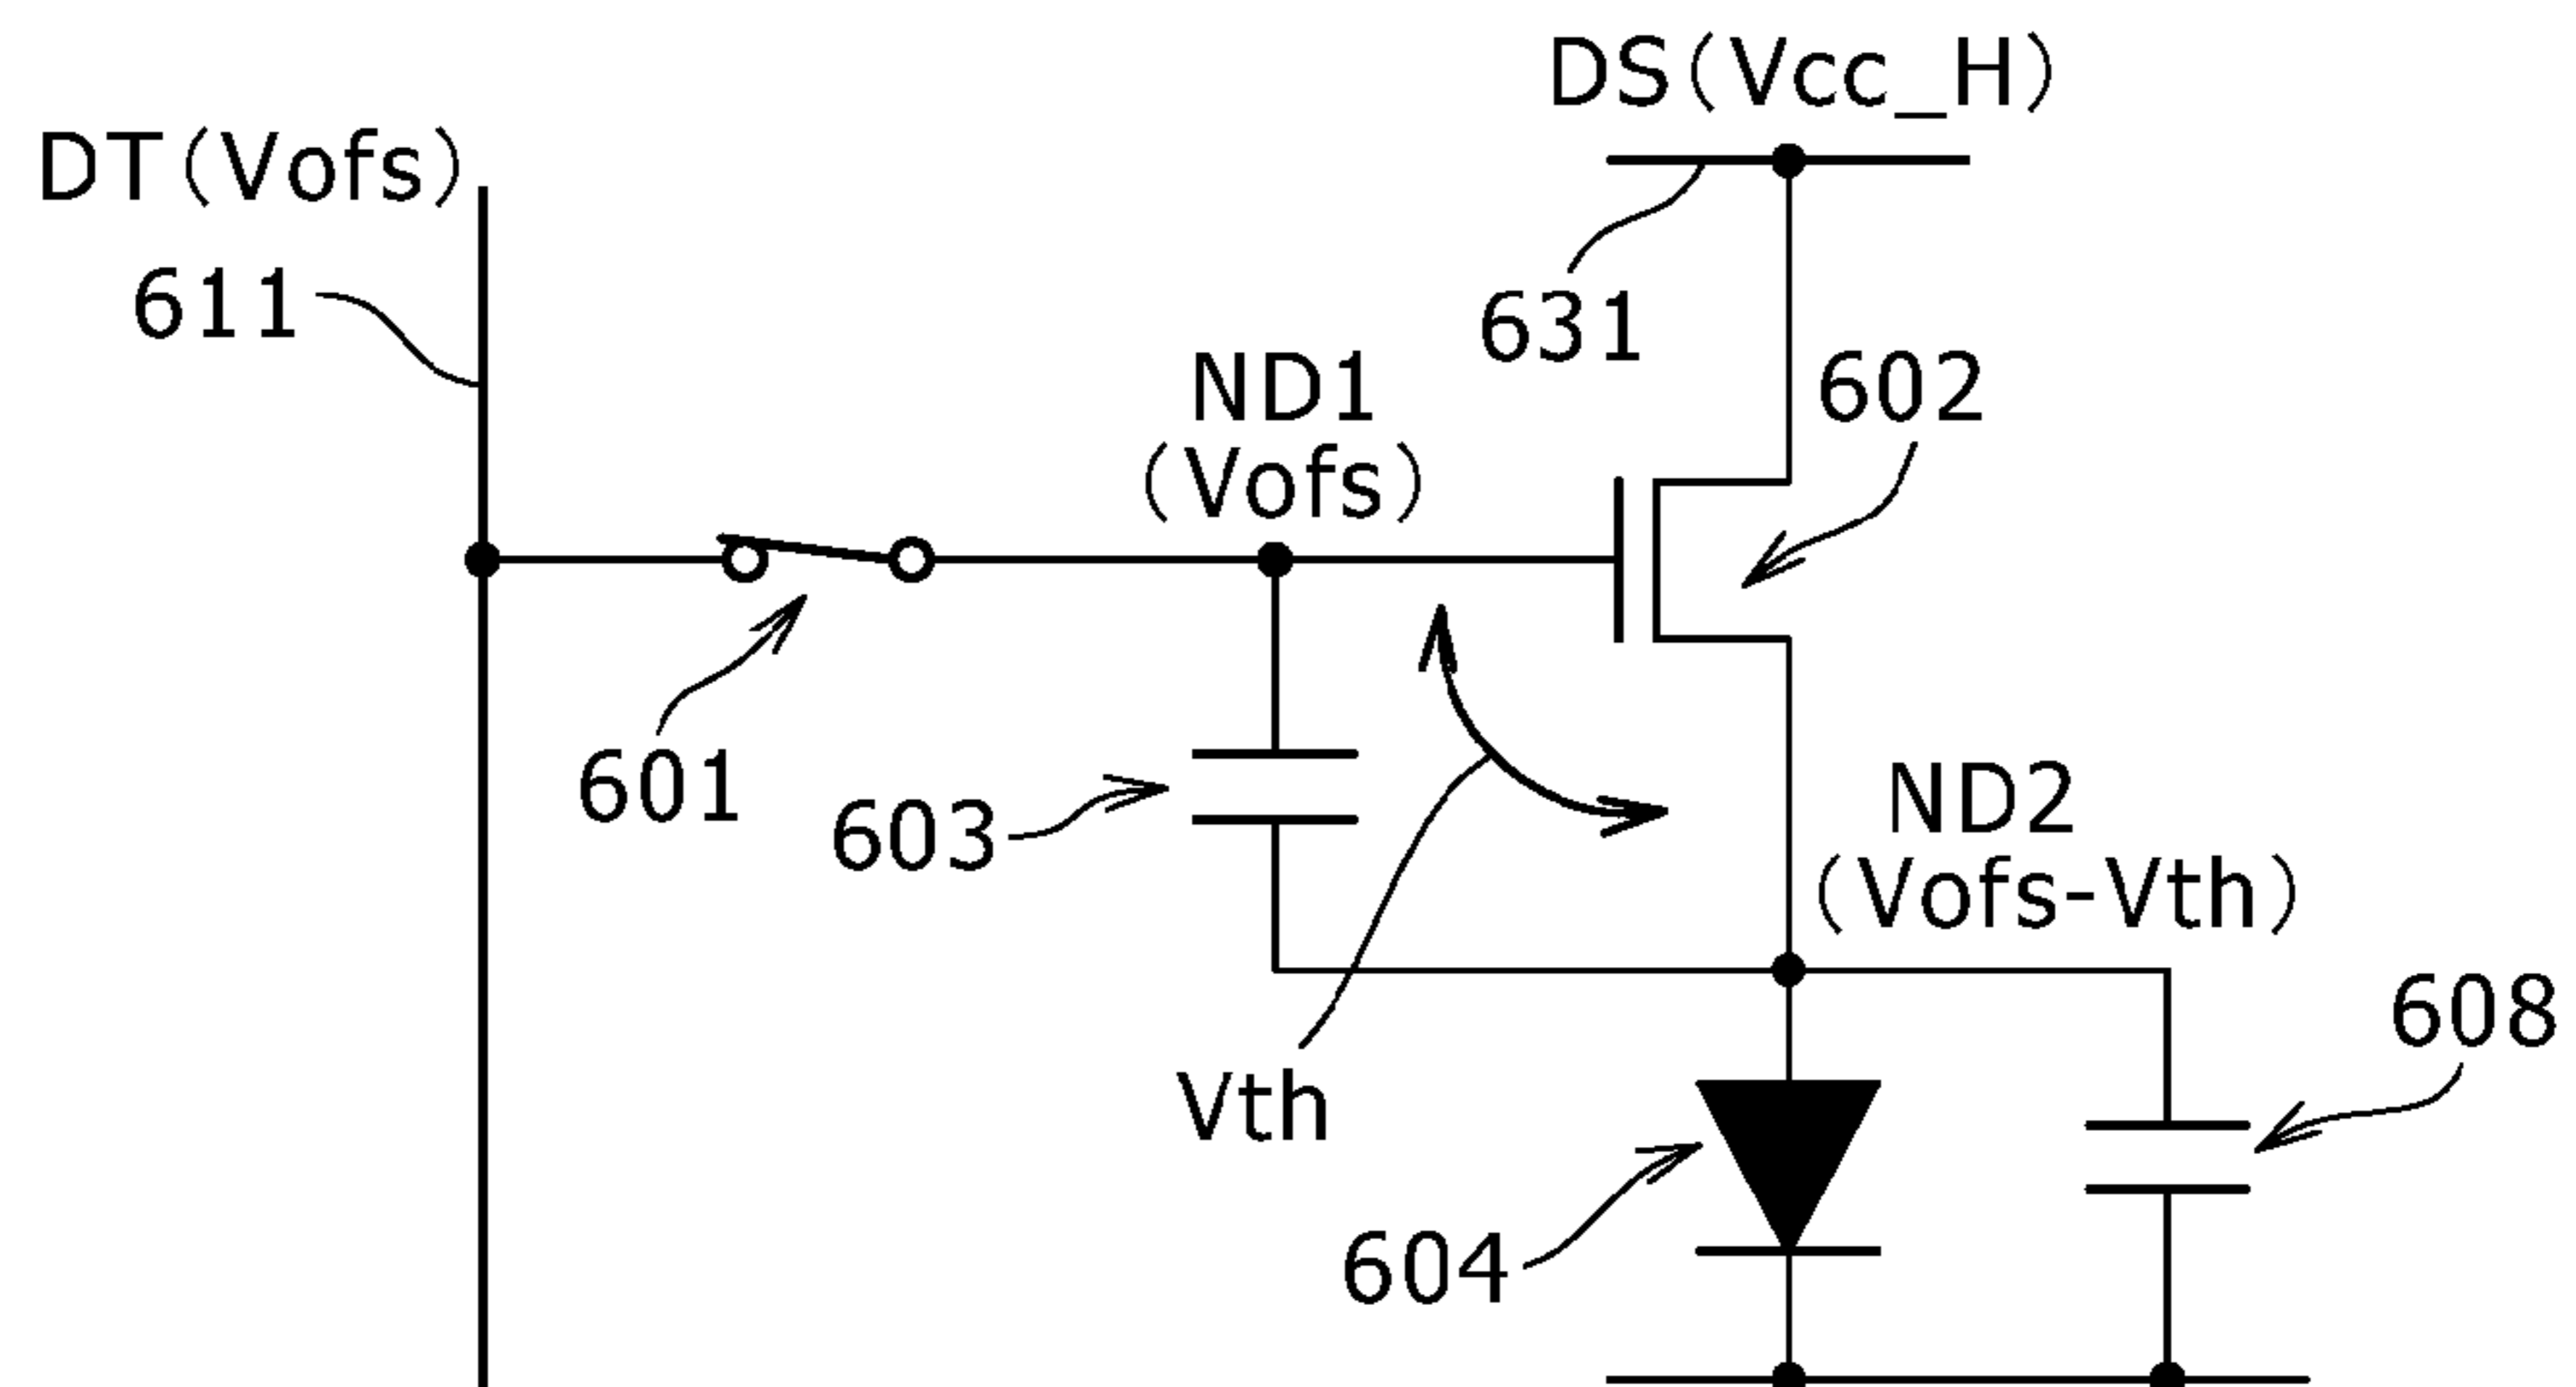 DS(Vcc_H)
DT(Vofs)
611
631
ND1
(Vofs)
602
601
603
ND2
(Vofs-Vth)
608
Vth
604